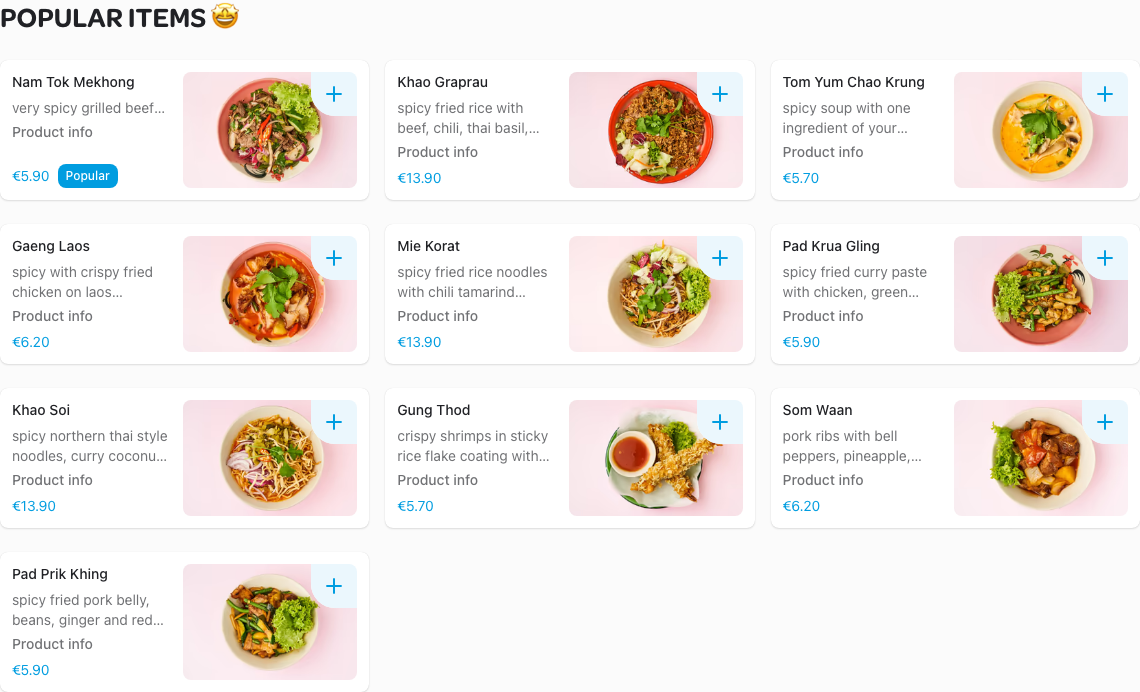 POPULAR ITEMS 🤩
Nam Tok Mekhong
very spicy grilled beef...
Product info
€5.90 Popular
Khao Graprau
spicy fried rice with
beef, chili, thai basil,...
Product info
€13.90
Tom Yum Chao Krung
spicy soup with one
ingredient of your...
Product info
€5.70
Gaeng Laos
spicy with crispy fried
chicken on laos...
Product info
€6.20
Mie Korat
spicy fried rice noodles
with chili tamarind...
Product info
€13.90
Pad Krua Gling
spicy fried curry paste
with chicken, green...
Product info
€5.90
Khao Soi
spicy northern thai style
noodles, curry coconu...
Product info
€13.90
Gung Thod
crispy shrimps in sticky
rice flake coating with...
Product info
€5.70
Som Waan
pork ribs with bell
peppers, pineapple,...
Product info
€6.20
Pad Prik Khing
spicy fried pork belly,
beans, ginger and red...
Product info
€5.90